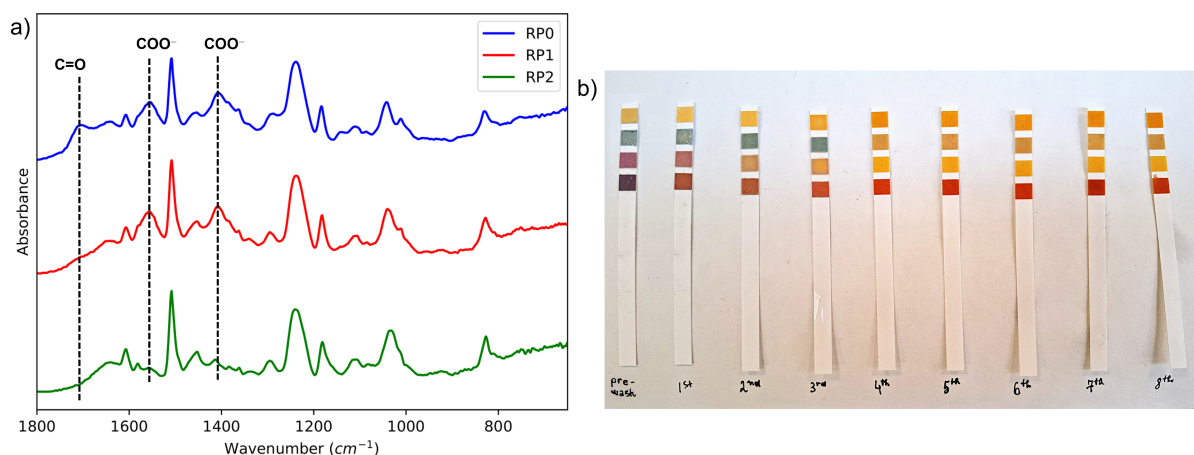 a)
C=O
COO⁻
COO⁻
RP0
RP1
RP2
Absorbance
1800
1600
1400
1200
1000
800
Wavenumber (cm⁻¹)
b)
pre-
wash
1st
2nd
3rd
4th
5th
6th
7th
8th